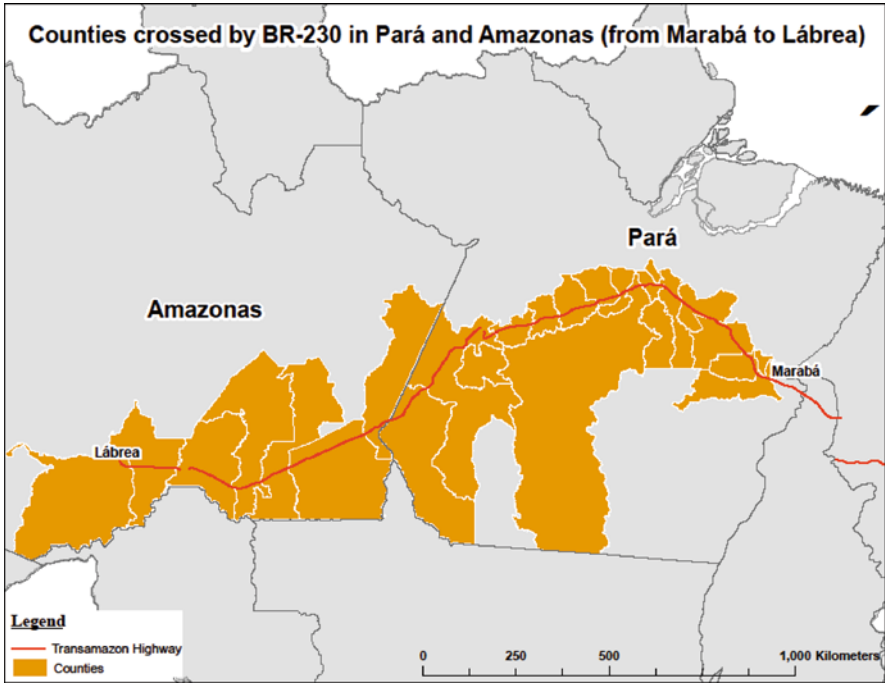 Counties crossed by BR-230 in Pará and Amazonas (from Marabá to Lábrea)
Pará
Amazonas
Marabá
Lábrea
Legend
Transamazon Highway
Counties
0 250 500 1,000 Kilometers